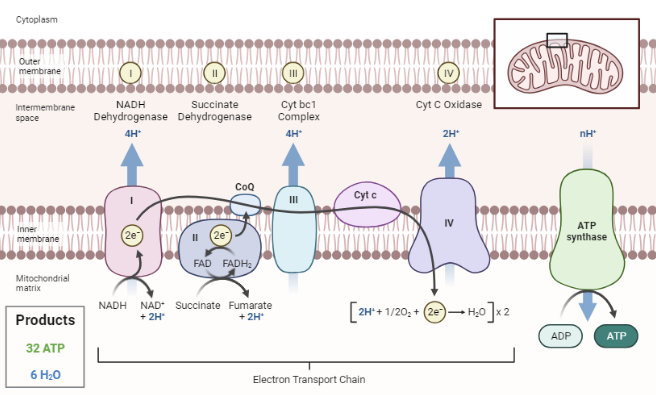 Cytoplasm
Outer
membrane
I
II
III
IV
Intermembrane
space
NADH
Dehydrogenase
Succinate
Dehydrogenase
Cyt bc1
Complex
Cyt C Oxidase
4H⁺
4H⁺
2H⁺
nH⁺
CoQ
I
III
Cyt c
IV
ATP
synthase
2e⁻
II
2e⁻
Inner
membrane
FAD
FADH₂
Mitochondrial
matrix
NADH
NAD⁺
+ 2H⁺
Succinate
Fumarate
+ 2H⁺
[2H⁺ + 1/2O₂ + 2e⁻ → H₂O] x 2
ADP
ATP
Products
32 ATP
6 H₂O
Electron Transport Chain